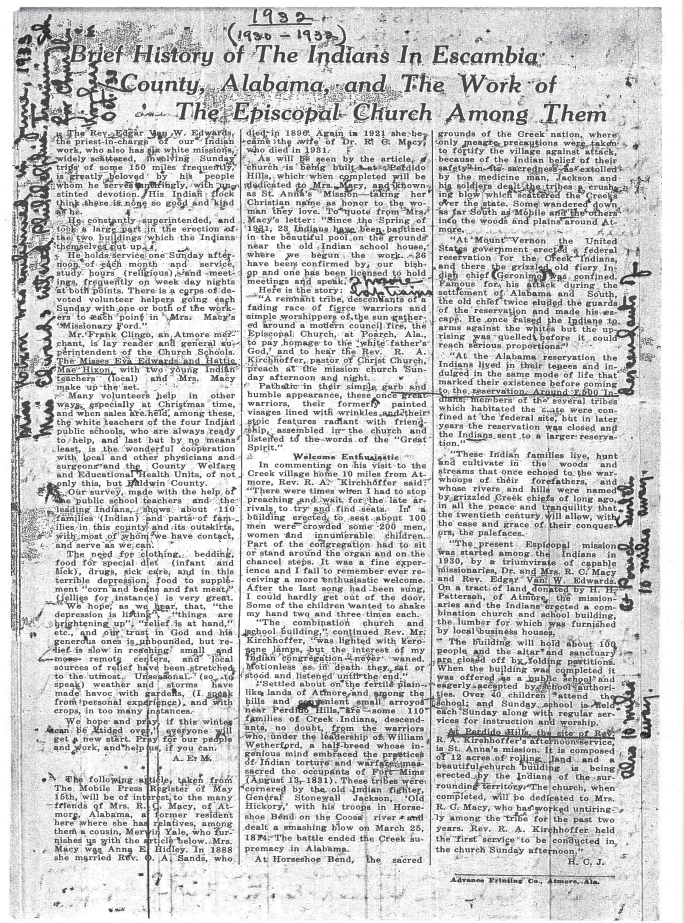 1932
(1930 - 1932)
Brief History of The Indians In Escambia
County, Alabama, and The Work of
The Episcopal Church Among Them
The Rev. Edgar Van W. Edwards,
the priest-in-charge of our Indian
work, who also has six white missions,
widely scattered, involving Sunday
trips of some 150 miles frequently,
is greatly beloved by his people
whom he serves with un-
stinted devotion. His Indian flock
think there is none so good and kind
as he.
He constantly superintended, and
took a large part in the erection of
the two buildings which the Indians
themselves put up.
He holds service one Sunday after-
noon of each month and service,
study hours (religious), and meet-
ings, frequently on week day nights
at both points. There is a corps of de-
voted volunteer helpers going each
Sunday with one or both of the work-
ers to each point in "Mrs. Macy's
"Missionary Ford."
Mr. Frank Clingo, an Atmore mer-
chant, is lay reader and general su-
perintendent of the Church Schools.
The Misses Eva Edwards and Hattie
Mae Hixon, with two young Indian
teachers (local) and Mrs. Macy
make up the set.
Many volunteers help in other
ways, especially at Christmas time,
and when sales are held, among these,
the white teachers of the four Indian
public schools, who are always ready
to help, and last but by no means
least, is the wonderful cooperation
with local and other physicians and
surgeons and the County Welfare
and Educational Health Units, of not
only this, but Baldwin County.
Our survey, made with the help of
the public school teachers and the
leading Indians, shows about 110
families (Indian) and parts of fam-
ilies in this county and its outskirts,
with most of whom we have contact,
and serve as we can.
The need for clothing, bedding,
food for special diet (infant and
sick), drugs, sick care, and in this
terrible depression, food to supple-
ment "corn and beans and fat meat,"
(jellies for instance) is very great.
We hope, as we hear, that, "the
depression is lifting", "things are
brightening up", "relief is at hand,"
etc., and our trust in God and his
generous ones is unbounded, but re-
lief is slow in reaching small and
more remote centers, and local
sources of relief have been stretched
to the utmost. Unseasonal (so to
speak) weather and storms have
made havoc with gardens, (I speak
from personal experience), and with
crops, in too many instances.
We hope and pray if this winter
can be tided over, everyone will
get a new start. Pray for our people
and work, and help us, if you can.
A. E. M.
The following article, taken from
The Mobile Press Register of May
15th, will be of interest to the many
friends of Mrs. R. C. Macy, of At-
more, Alabama, a former resident
here where she has relatives, among
them a cousin, Mervin Yale, who fur-
nishes us with the article below. Mrs.
Macy was Anna E. Hidley. In 1888
she married Rev. O. A. Sands, who
died in 1896. Again in 1921 she be-
came the wife of Dr. R. C. Macy,
who died in 1931.
As will be seen by the article, a
church is being built at Perdido
Hills, which when completed will be
dedicated to Mrs. Macy, and known
as St. Anna's Mission—taking her
Christian name as honor to the wo-
man they love. To quote from Mrs.
Macy's letter: "Since the Spring of
1931, 23 Indians have been baptized
in the beautiful pool on the grounds
near the old Indian school house,
where we began the work. 36
have been confirmed by our bish-
op and one has been licensed to hold
meetings and speak.
Here is the story:
"A remnant tribe, descendants of a
fading race of fierce warriors and
simple worshippers of the sun gather-
ed around a modern council fire, the
Episcopal Church, at Poarch, Ala.,
to pay homage to the 'white father's
God', and to hear the Rev. R. A.
Kirchhoffer, pastor of Christ Church,
preach at the mission church Sun-
day afternoon and night.
Pathetic in their simple garb and
humble appearance, these once great
warriors, their formerly painted
visages lined with wrinkles and their
stoic features radiant with friend-
ship, assembled in the church and
listened to the words of the "Great
Spirit."
Welcome Enthusiastic
In commenting on his visit to the
Creek village home 10 miles from At-
more, Rev. R. A. Kirchhoffer said:
"There were times when I had to stop
preaching and wait for the late ar-
rivals to try and find seats. In a
building erected to seat about 100
men were crowded some 200 men,
women and innumerable children.
Part of the congregation had to sit
or stand around the organ and on the
chancel steps. It was a fine exper-
ience and I fail to remember ever re-
ceiving a more enthusiastic welcome.
After the last song had been sung,
I could hardly get out of the door.
Some of the children wanted to shake
my hand two and three times each.
"The combination church and
school building," continued Rev. Mr.
Kirchhoffer, "was lighted with kero-
sene lamps, but the interest of my
Indian congregation never waned.
Motionless as in death they sat or
stood and listened until the end."
"Settled about on the fertile plain-
like lands of Atmore and among the
hills and convenient small arroyos
near Perdido Hills, are some 110
families of Creek Indians, descend-
ants, no doubt, from the warriors
who, under the leadership of William
Wetherford, a half-breed whose in-
genious mind embraced the practices
of Indian torture and warfare, mas-
sacred the occupants of Fort Mims
(August 13, 1831). These tribes were
cornered by the old Indian fighter,
General Stonewall Jackson, 'Old
Hickory,' with his troops in Horse-
shoe Bend on the Coosa river and
dealt a smashing blow on March 25,
1874. The battle ended the Creek su-
premacy in Alabama.
At Horseshoe Bend, the sacred
grounds of the Creek nation, where
only meagre precautions were taken
to fortify the village against attack,
because of the Indian belief of their
safety in its sacredness as extolled
by the medicine man, Jackson and
his soldiers dealt the tribes a crush-
ing blow which scattered the Creeks
over the state. Some wandered down
as far South as Mobile and the others
into the woods and plains around At-
more.
"At Mount Vernon the United
States government erected a federal
reservation for the Creek Indians,
and there the grizzled old fiery In-
dian chief Geronimo was confined.
Famous for his attack during the
settlement of Alabama and South,
the old chief twice eluded the guards
of the reservation and made his es-
cape. He once raised the Indians to
arms against the whites but the up-
rising was quelled before it could
reach serious proportions."
"At the Alabama reservation the
Indians lived in their tepees and in-
dulged in the same mode of life that
marked their existence before coming
to the reservation. Around 2,500 In-
dians, members of the several tribes
which habitated the state were con-
fined at the federal site, but in later
years the reservation was closed and
the Indians sent to a larger reserva-
tion."
"These Indian families live, hunt
and cultivate in the woods and
streams that once echoed to the war-
whoops of their forefathers, and
whose rivers and hills were named
by grizzled Creek chiefs of long ago,
in all the peace and tranquility that
the twentieth century will allow, with
the ease and grace of their conquer-
ors, the palefaces.
"The present Espicopal mission
was started among the Indians in
1930, by a triumvirate of capable
missionaries, Dr. and Mrs. R. C. Macy
and Rev. Edgar Van W. Edwards.
On a tract of land donated by H. H.
Patterson, of Atmore, the mission-
aries and the Indians erected a com-
bination church and school building,
the lumber for which was furnished
by local business houses.
The building will hold about 100
people and the altar and sanctuary
are closed off by folding partitions.
When the building was completed it
was offered as a public school and
eagerly accepted by school authori-
ties. Over 40 children attend the
school; and Sunday school is held
each Sunday along with regular ser-
vices for instruction and worship.
At Perdido Hills, the site of Rev.
R. A. Kirchhoffer's afternoon service,
is St. Anna's mission. It is composed
of 12 acres of rolling land and a
beautiful church building is being
erected by the Indians of the sur-
rounding territory. The church, when
completed, will be dedicated to Mrs.
R. C. Macy, who has worked untiring-
ly among the tribe for the past two
years. Rev. R. A. Kirchhoffer held
the first service to be conducted in
the church Sunday afternoon."
H. C. J.
Advance Printing Co., Atmore, Ala.